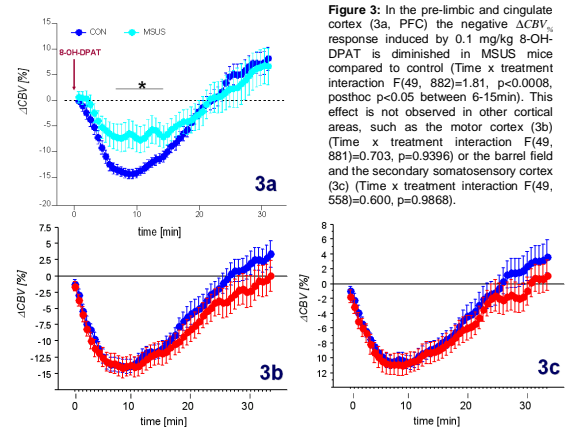 Figure 3: In the pre-limbic and cingulate
cortex (3a, PFC) the negative ΔCBV%
response induced by 0.1 mg/kg 8-OH-
DPAT is diminished in MSUS mice
compared to control (Time x treatment
interaction F(49, 882)=1.81, p<0.0008,
posthoc p<0.05 between 6-15min). This
effect is not observed in other cortical
areas, such as the motor cortex (3b)
(Time x treatment interaction F(49,
881)=0.703, p=0.9396) or the barrel field
and the secondary somatosensory cortex
(3c) (Time x treatment interaction F(49,
558)=0.600, p=0.9868).
CON MSUS
8-OH-DPAT
*
ΔCBV [%]
15
10
5
0
-5
-10
-15
-20
0 10 20 30
time [min]
3a
ΔCBV [%]
7.5
5
2.5
0
-2.5
-5
-7.5
-10
-12.5
-15
0 10 20 30
time [min]
3b
ΔCBV [%]
8
6
4
2
0
2
4
6
8
10
12
0 10 20 30
time [min]
3c